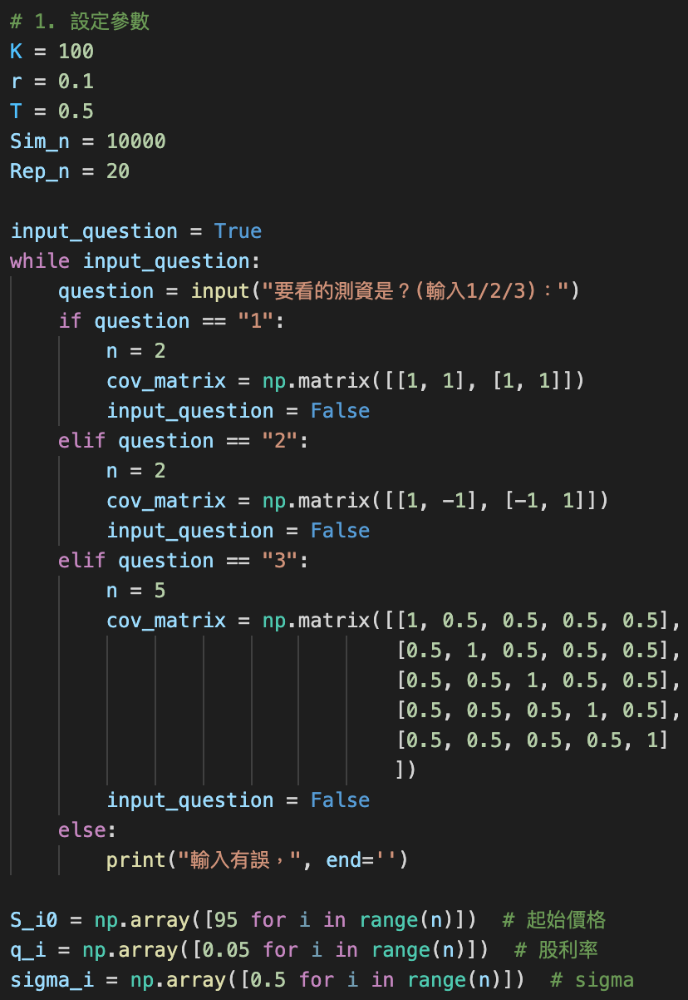 # 1. 設定參數
K = 100
r = 0.1
T = 0.5
Sim_n = 10000
Rep_n = 20

input_question = True
while input_question:
    question = input("要看的測資是？(輸入1/2/3)：")
    if question == "1":
        n = 2
        cov_matrix = np.matrix([[1, 1], [1, 1]])
        input_question = False
    elif question == "2":
        n = 2
        cov_matrix = np.matrix([[1, -1], [-1, 1]])
        input_question = False
    elif question == "3":
        n = 5
        cov_matrix = np.matrix([[1, 0.5, 0.5, 0.5, 0.5],
                                [0.5, 1, 0.5, 0.5, 0.5],
                                [0.5, 0.5, 1, 0.5, 0.5],
                                [0.5, 0.5, 0.5, 1, 0.5],
                                [0.5, 0.5, 0.5, 0.5, 1]
                                ])
        input_question = False
    else:
        print("輸入有誤，", end='')

S_i0 = np.array([95 for i in range(n)])  # 起始價格
q_i = np.array([0.05 for i in range(n)])  # 股利率
sigma_i = np.array([0.5 for i in range(n)])  # sigma